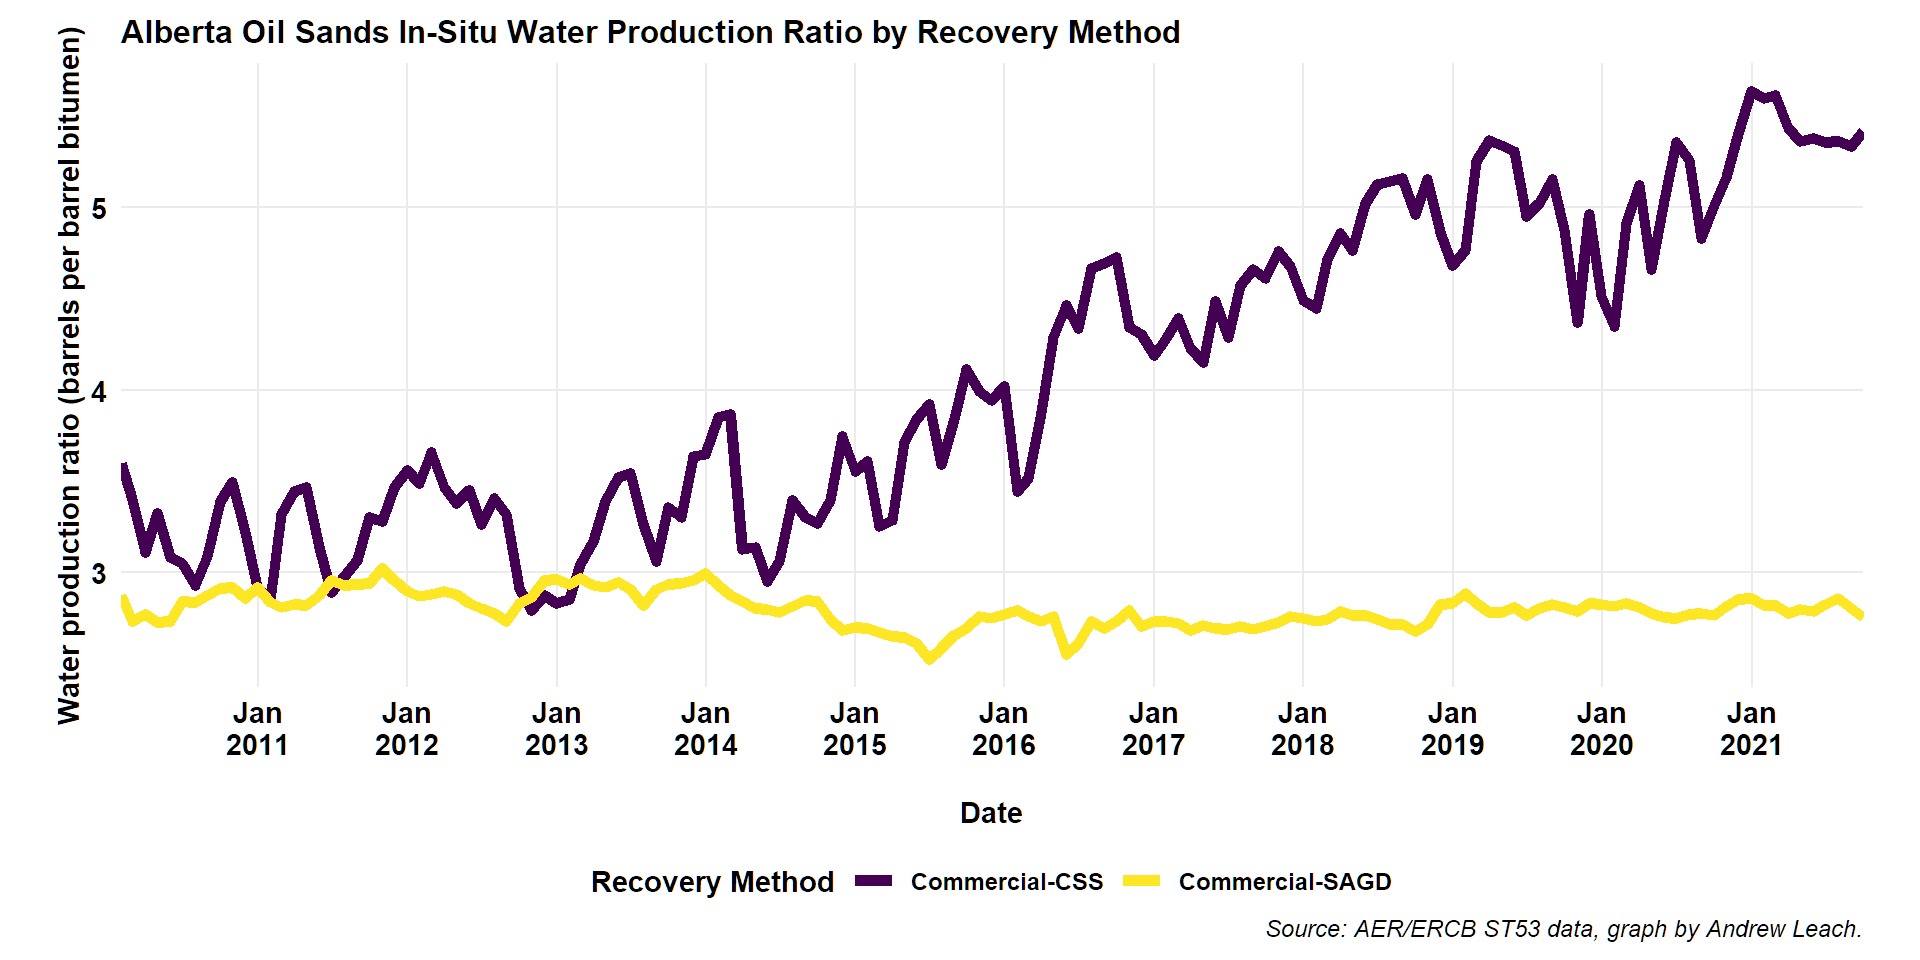 Alberta Oil Sands In-Situ Water Production Ratio by Recovery Method
Water production ratio (barrels per barrel bitumen)
5
4
3
Jan
2011
Jan
2012
Jan
2013
Jan
2014
Jan
2015
Jan
2016
Jan
2017
Jan
2018
Jan
2019
Jan
2020
Jan
2021
Date
Recovery Method Commercial-CSS Commercial-SAGD
Source: AER/ERCB ST53 data, graph by Andrew Leach.